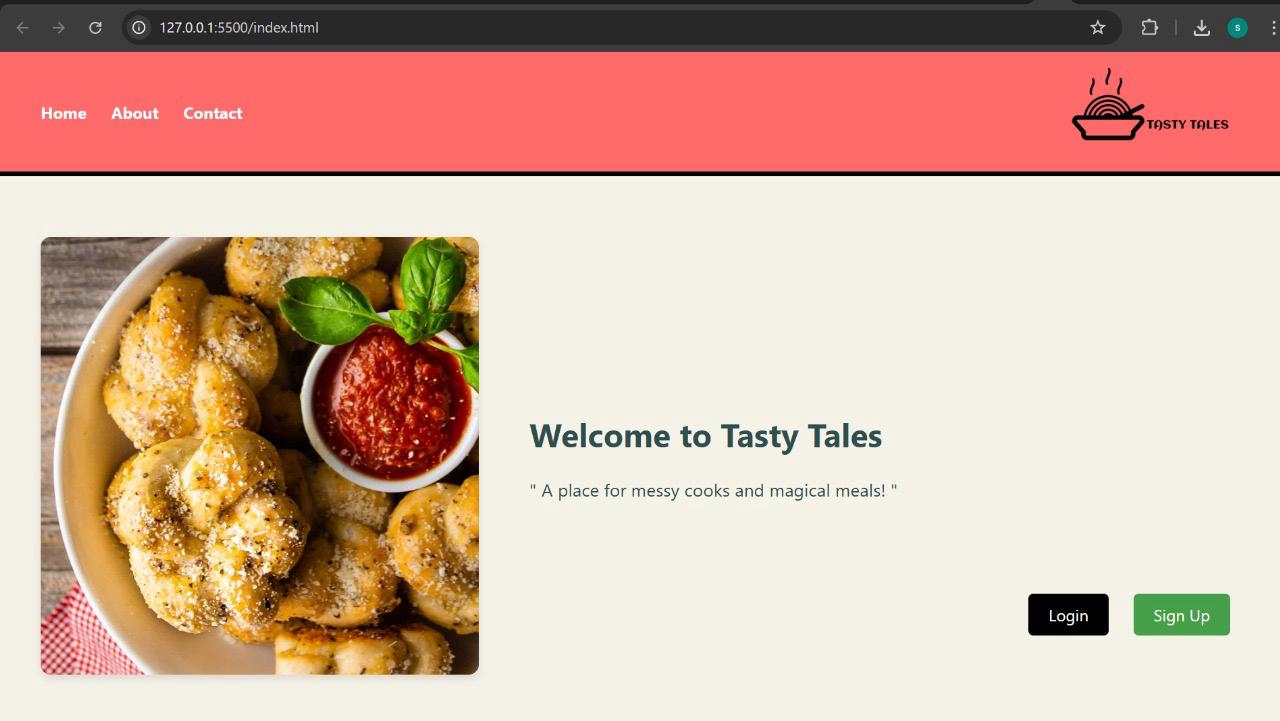 127.0.0.1:5500/index.html
S
Home About Contact
TASTY TALES
Welcome to Tasty Tales
" A place for messy cooks and magical meals! "
Login Sign Up